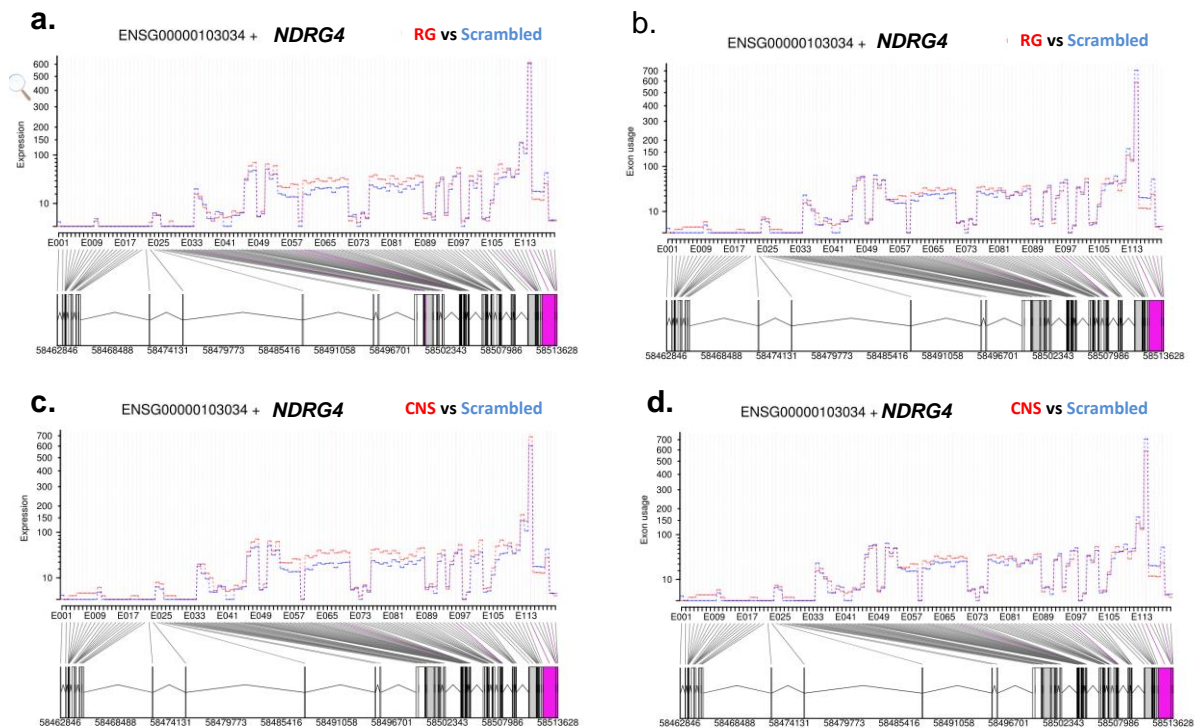 a.
ENSG00000103034 + NDRG4 RG vs Scrambled
Expression
600
500
400
300
200
150
100
10
E001 E009 E017 E025 E033 E041 E049 E057 E065 E073 E081 E089 E097 E105 E113
58462846 58468488 58474131 58479773 58485416 58491058 58496701 58502343 58507986 58513628
b.
ENSG00000103034 + NDRG4 RG vs Scrambled
Exon usage
700
600
500
400
300
200
150
100
10
E001 E009 E017 E025 E033 E041 E049 E057 E065 E073 E081 E089 E097 E105 E113
58462846 58468488 58474131 58479773 58485416 58491058 58496701 58502343 58507986 58513628
c.
ENSG00000103034 + NDRG4 CNS vs Scrambled
Expression
700
600
500
400
300
200
150
100
10
E001 E009 E017 E025 E033 E041 E049 E057 E065 E073 E081 E089 E097 E105 E113
58462846 58468488 58474131 58479773 58485416 58491058 58496701 58502343 58507986 58513628
d.
ENSG00000103034 + NDRG4 CNS vs Scrambled
Exon usage
700
600
500
400
300
200
150
100
10
E001 E009 E017 E025 E033 E041 E049 E057 E065 E073 E081 E089 E097 E105 E113
58462846 58468488 58474131 58479773 58485416 58491058 58496701 58502343 58507986 58513628